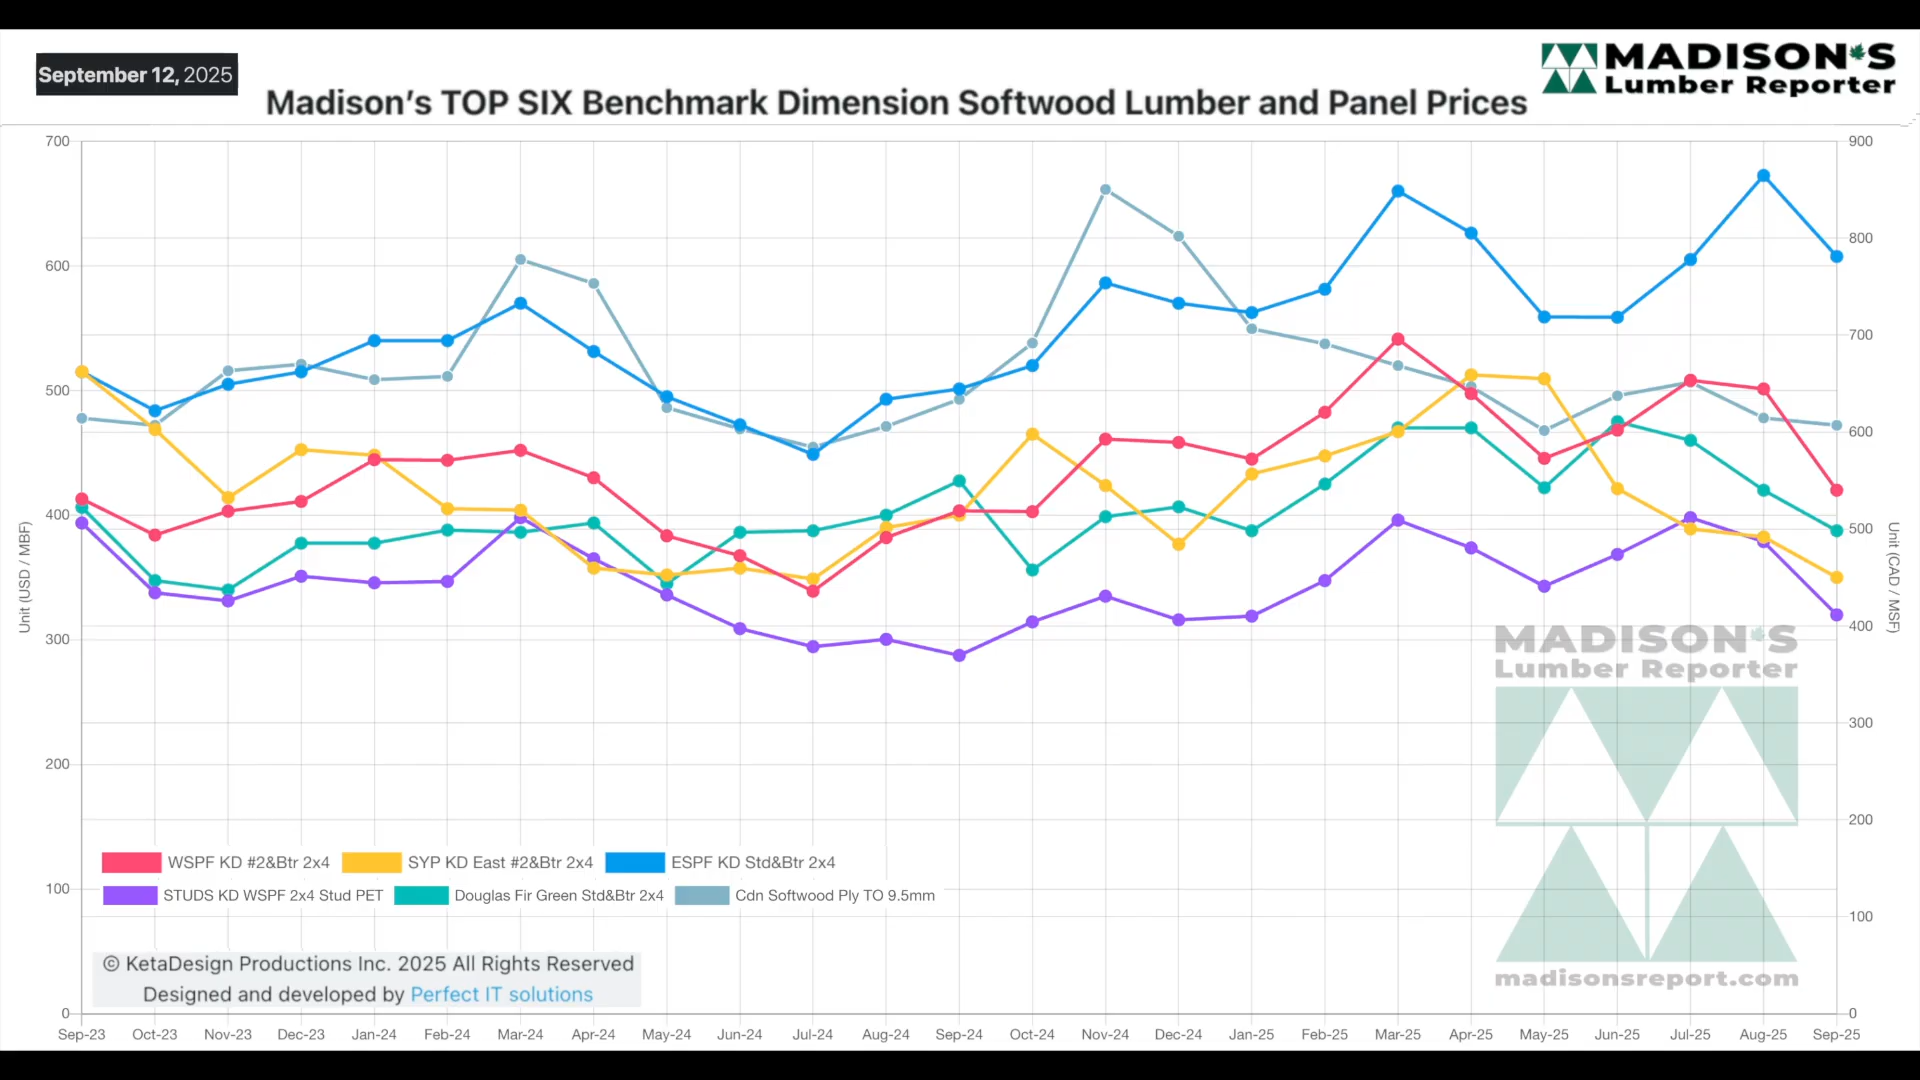 September 12, 2025
MADISON'S
Lumber Reporter
Madison's TOP SIX Benchmark Dimension Softwood Lumber and Panel Prices
700
600
500
400
300
200
100
0
Unit (USD / MBF)
900
800
700
600
500
400
300
200
100
0
Unit (CAD / MSF)
MADISON'S
Lumber Reporter
madisonsreport.com
WSPF KD #2&Btr 2x4 SYP KD East #2&Btr 2x4 ESPF KD Std&Btr 2x4
STUDS KD WSPF 2x4 Stud PET Douglas Fir Green Std&Btr 2x4 Cdn Softwood Ply TO 9.5mm
© KetaDesign Productions Inc. 2025 All Rights Reserved
Designed and developed by Perfect IT solutions
Sep-23 Oct-23 Nov-23 Dec-23 Jan-24 Feb-24 Mar-24 Apr-24 May-24 Jun-24 Jul-24 Aug-24 Sep-24 Oct-24 Nov-24 Dec-24 Jan-25 Feb-25 Mar-25 Apr-25 May-25 Jun-25 Jul-25 Aug-25 Sep-25